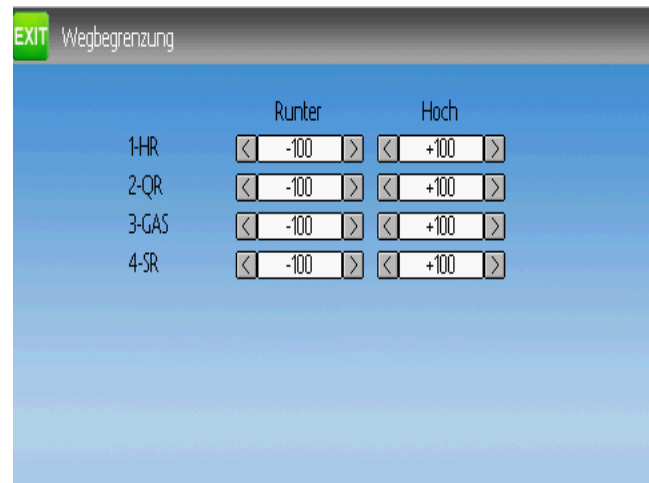 EXIT Wegbegrenzung
Runter Hoch
1-HR < -100 > < +100 >
2-QR < -100 > < +100 >
3-GAS < -100 > < +100 >
4-SR < -100 > < +100 >